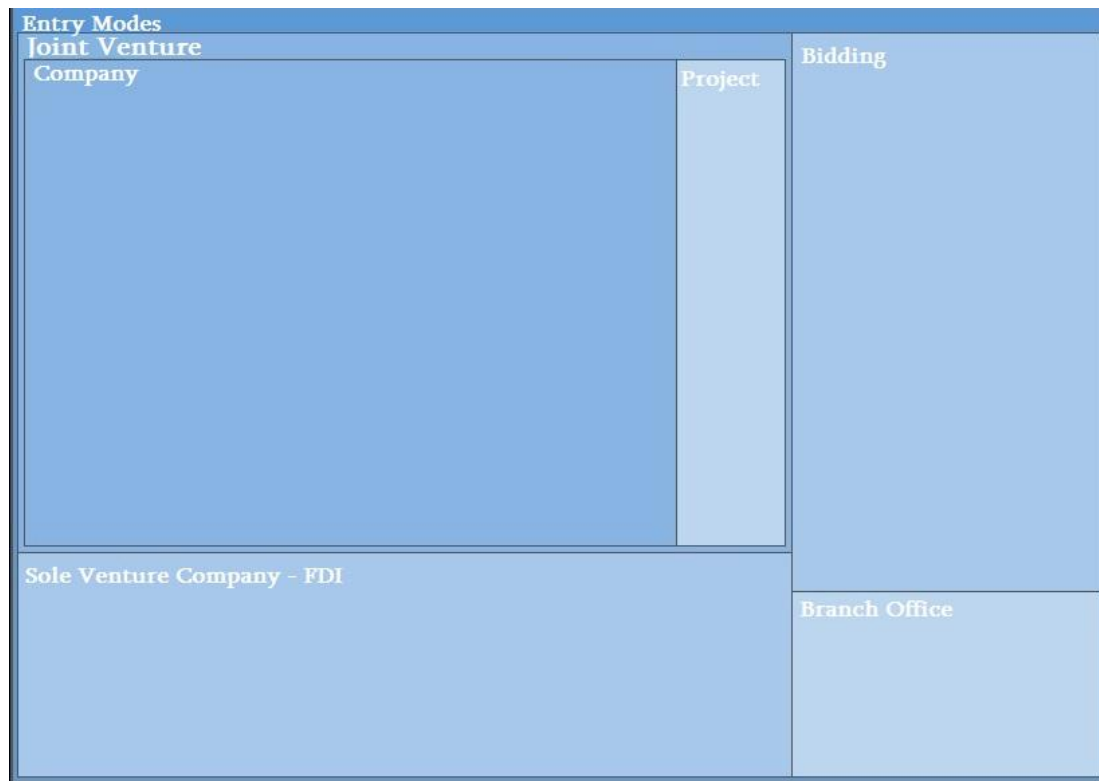 Entry Modes
Joint Venture
Company
Project
Bidding
Sole Venture Company - FDI
Branch Office